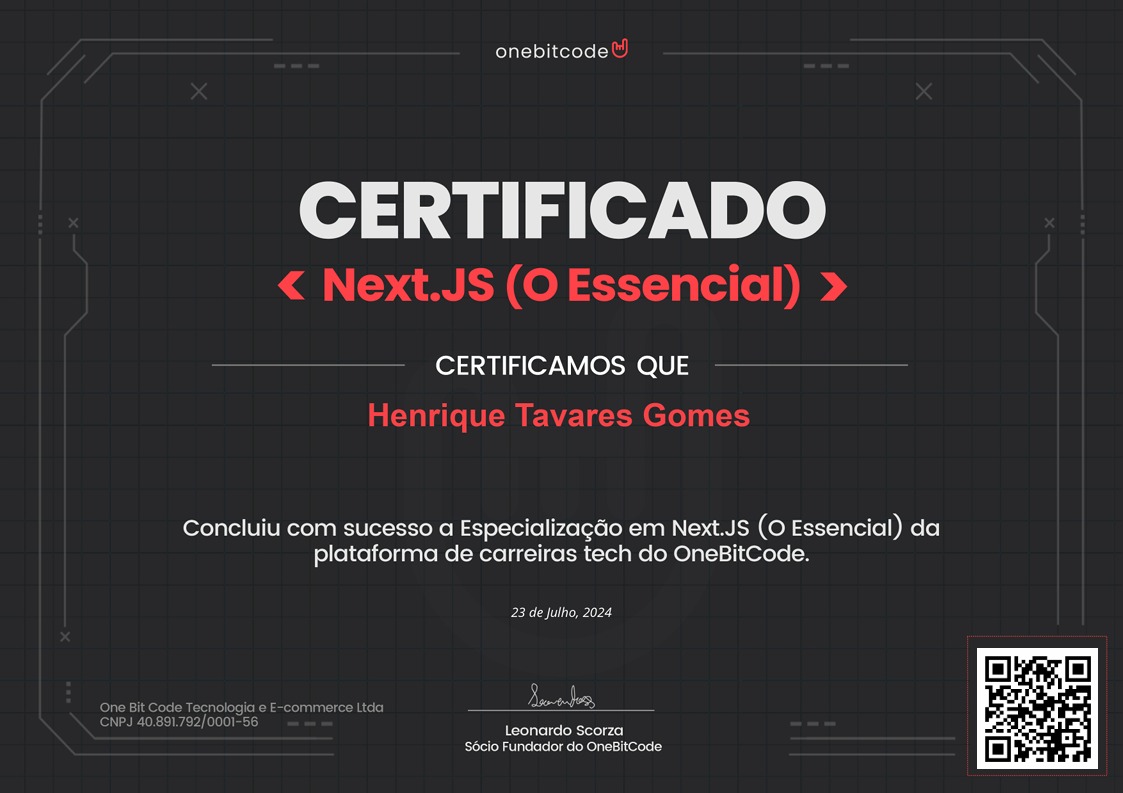 onebitcode
CERTIFICADO
< Next.JS (O Essencial) >
CERTIFICAMOS QUE
Henrique Tavares Gomes
Concluiu com sucesso a Especialização em Next.JS (O Essencial) da
plataforma de carreiras tech do OneBitCode.
23 de Julho, 2024
One Bit Code Tecnologia e E-commerce Ltda
CNPJ 40.891.792/0001-56
Leonardo Scorza
Sócio Fundador do OneBitCode